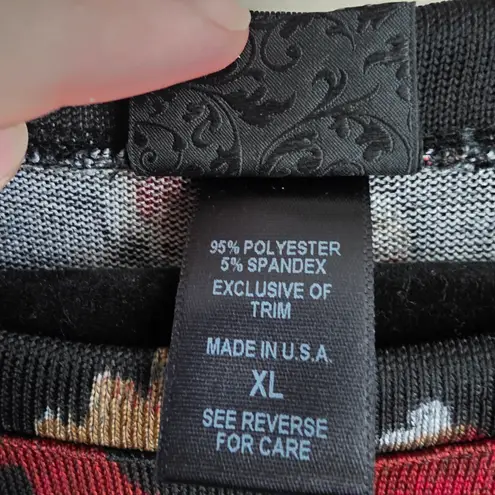 95% POLYESTER
5% SPANDEX
EXCLUSIVE OF
TRIM
MADE IN U.S.A.
XL
SEE REVERSE
FOR CARE